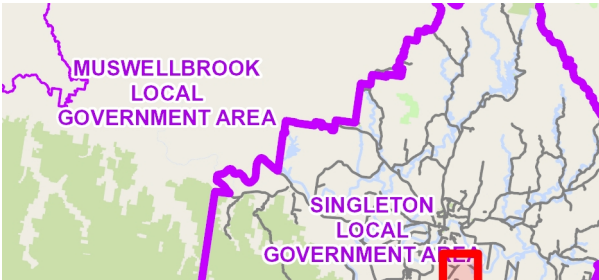 MUSWELLBROOK
LOCAL
GOVERNMENT AREA
SINGLETON
LOCAL
GOVERNMENT AREA